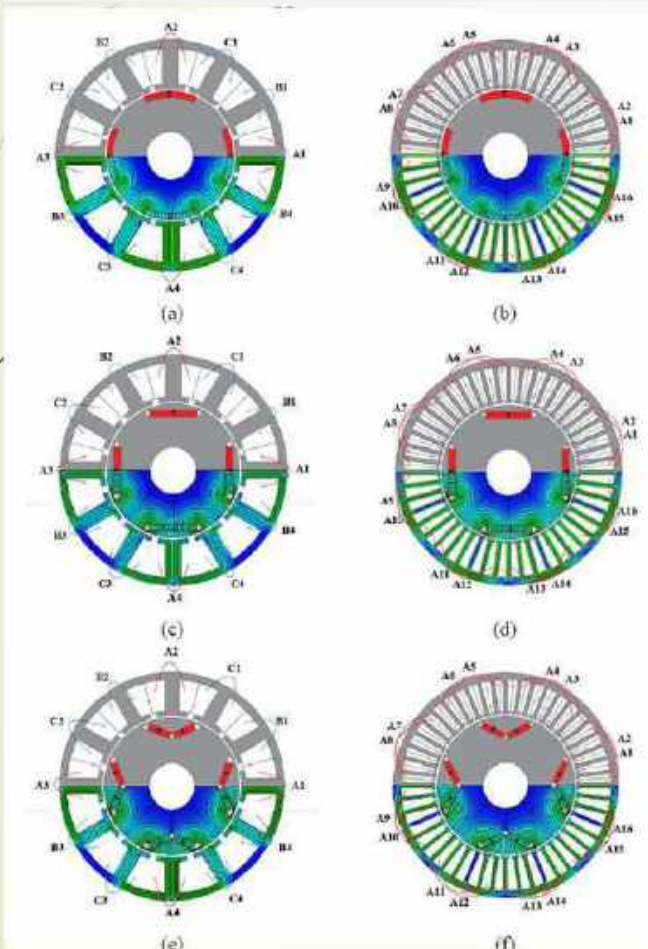 A2
B2 C1
C2 B1
A3 A1
B3 B4
C3 C4
A4
(a)
A5 A4
A6 A3
A7 A2
A8 A1
A9 A16
A10 A15
A11 A14
A12 A13
(b)
A2
B2 C1
C2 B1
A3 A1
B3 B4
C3 C4
A4
(c)
A5 A4
A6 A3
A7 A2
A8 A1
A9 A16
A10 A15
A11 A14
A12 A13
(d)
A2
B2 C1
C2 B1
A3 A1
B3 B4
C3 C4
A4
(e)
A5 A4
A6 A3
A7 A2
A8 A1
A9 A16
A10 A15
A11 A14
A12 A13
(f)